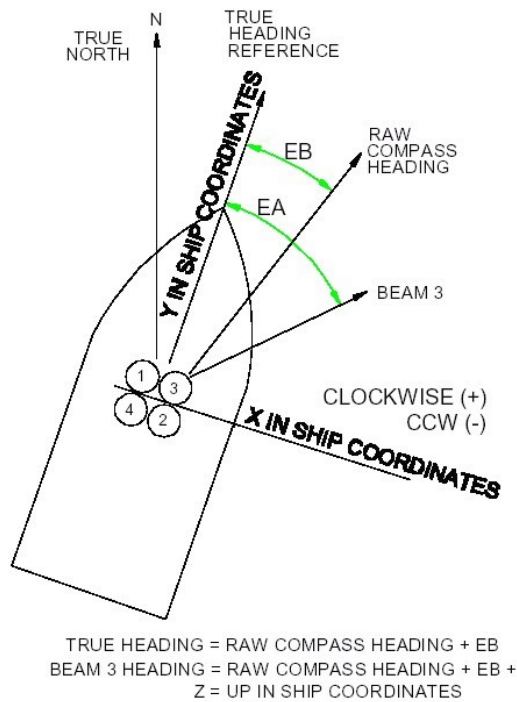 N
TRUE
NORTH
TRUE
HEADING
REFERENCE
EB
RAW
COMPASS
HEADING
EA
Y IN SHIP COORDINATES
BEAM 3
1
3
4
2
CLOCKWISE (+)
CCW (-)
X IN SHIP COORDINATES
TRUE HEADING = RAW COMPASS HEADING + EB
BEAM 3 HEADING = RAW COMPASS HEADING + EB +
Z = UP IN SHIP COORDINATES